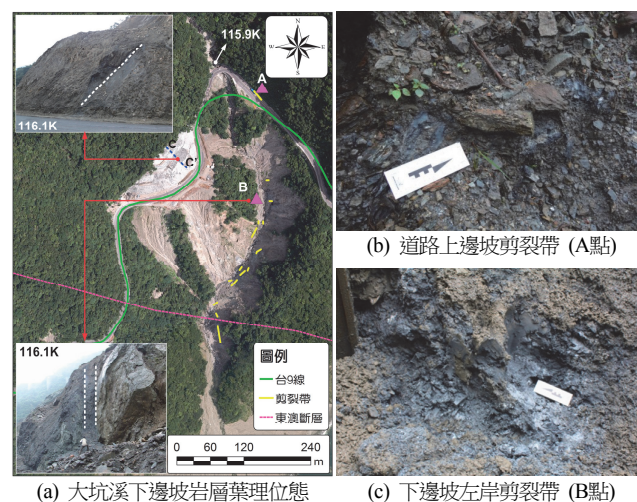 115.9K
N
W
E
S
A
116.1K
C
C'
B
116.1K
圖例
台9線
剪裂帶
東澳斷層
0 30 60 120 240
m
(a) 大坑溪下邊坡岩層葉理位態
(b) 道路上邊坡剪裂帶 (A點)
(c) 下邊坡左岸剪裂帶 (B點)